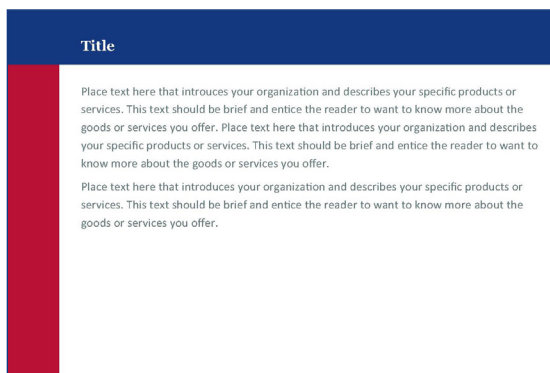 Title
Place text here that introuces your organization and describes your specific products or
services. This text should be brief and entice the reader to want to know more about the
goods or services you offer. Place text here that introduces your organization and describes
your specific products or services. This text should be brief and entice the reader to want to
know more about the goods or services you offer.
Place text here that introduces your organization and describes your specific products or
services. This text should be brief and entice the reader to want to know more about the
goods or services you offer.